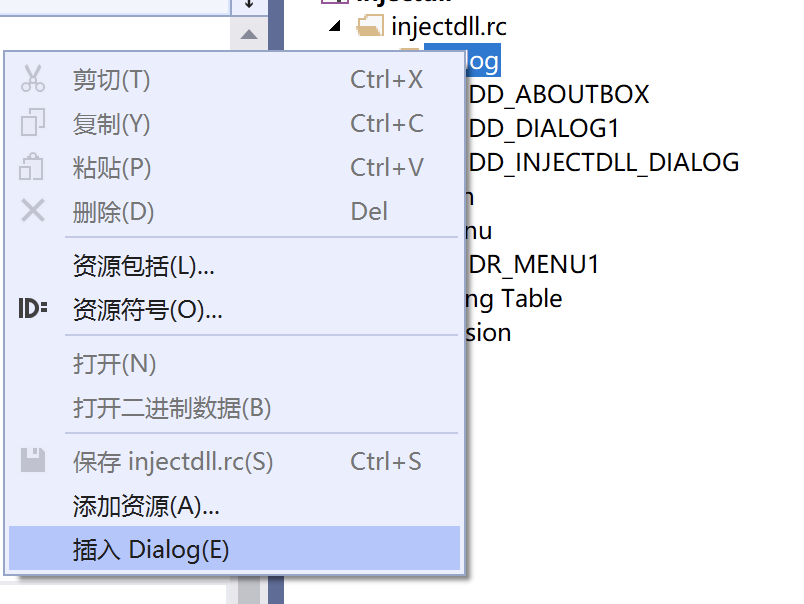 injectdll.rc
剪切(T) Ctrl+X
复制(Y) Ctrl+C
粘贴(P) Ctrl+V
删除(D) Del
资源包括(L)...
ID= 资源符号(O)...
打开(N)
打开二进制数据(B)
保存 injectdll.rc(S) Ctrl+S
添加资源(A)...
插入 Dialog(E)
log
DD_ABOUTBOX
DD_DIALOG1
DD_INJECTDLL_DIALOG
n
nu
DR_MENU1
ng Table
sion